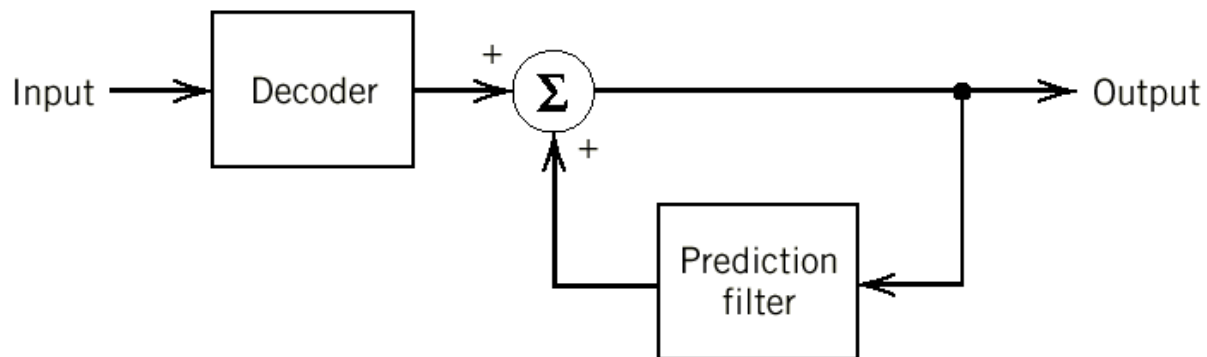 Input
Decoder
+
Σ
+
Output
Prediction
filter